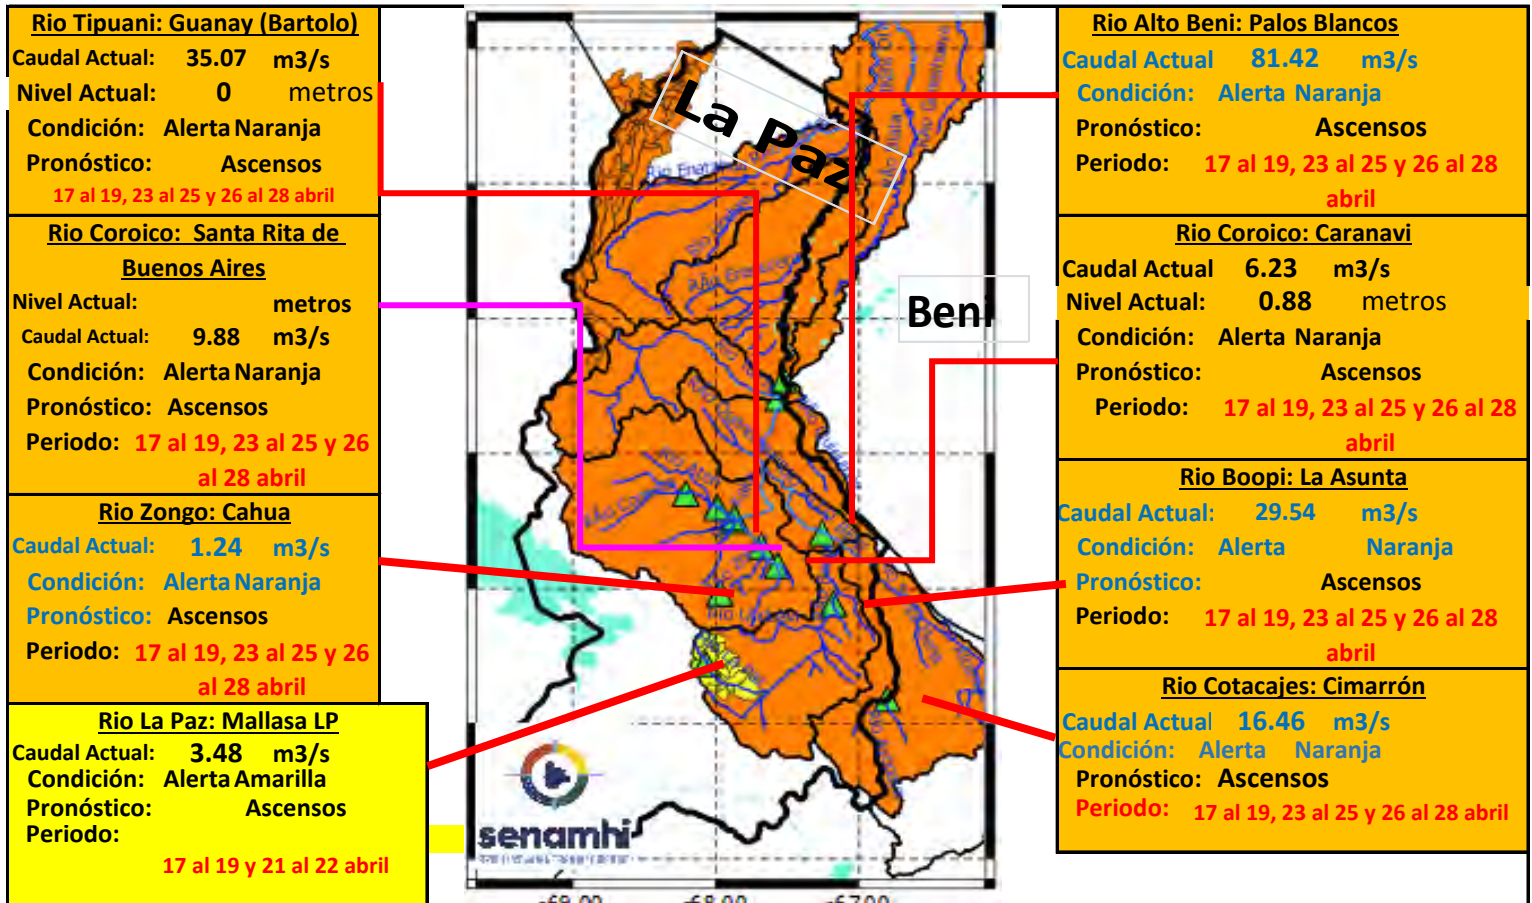 Rio Tipuani: Guanay (Bartolo)
Caudal Actual: 35.07 m3/s
Nivel Actual: 0 metros
Condición: Alerta Naranja
Pronóstico: Ascensos
17 al 19, 23 al 25 y 26 al 28 abril
Rio Coroico: Santa Rita de
Buenos Aires
Nivel Actual: metros
Caudal Actual: 9.88 m3/s
Condición: Alerta Naranja
Pronóstico: Ascensos
Periodo: 17 al 19, 23 al 25 y 26
al 28 abril
Rio Zongo: Cahua
Caudal Actual: 1.24 m3/s
Condición: Alerta Naranja
Pronóstico: Ascensos
Periodo: 17 al 19, 23 al 25 y 26
al 28 abril
Rio La Paz: Mallasa LP
Caudal Actual: 3.48 m3/s
Condición: Alerta Amarilla
Pronóstico: Ascensos
Periodo:
17 al 19 y 21 al 22 abril
La Paz
Beni
senamhi
-69.00 -68.00 -67.00
Rio Alto Beni: Palos Blancos
Caudal Actual 81.42 m3/s
Condición: Alerta Naranja
Pronóstico: Ascensos
Periodo: 17 al 19, 23 al 25 y 26 al 28
abril
Rio Coroico: Caranavi
Caudal Actual 6.23 m3/s
Nivel Actual: 0.88 metros
Condición: Alerta Naranja
Pronóstico: Ascensos
Periodo: 17 al 19, 23 al 25 y 26 al 28
abril
Rio Boopi: La Asunta
Caudal Actual: 29.54 m3/s
Condición: Alerta Naranja
Pronóstico: Ascensos
Periodo: 17 al 19, 23 al 25 y 26 al 28
abril
Rio Cotacajes: Cimarrón
Caudal Actual 16.46 m3/s
Condición: Alerta Naranja
Pronóstico: Ascensos
Periodo: 17 al 19, 23 al 25 y 26 al 28 abril